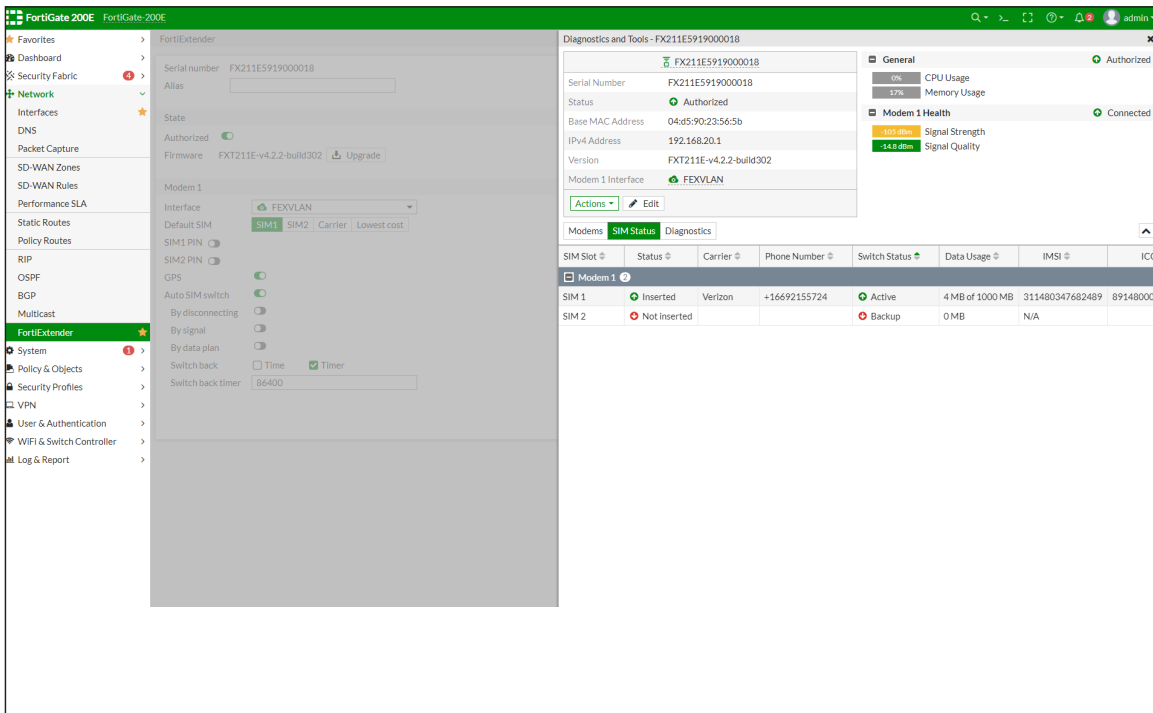 FortiGate 200E FortiGate-200E
2 admin
Favorites
Dashboard
Security Fabric 4
Network
Interfaces
DNS
Packet Capture
SD-WAN Zones
SD-WAN Rules
Performance SLA
Static Routes
Policy Routes
RIP
OSPF
BGP
Multicast
FortiExtender
System 1
Policy & Objects
Security Profiles
VPN
User & Authentication
WiFi & Switch Controller
Log & Report
FortiExtender
Serial number FX211E5919000018
Alias
State
Authorized
Firmware FXT211E-v4.2.2-build302 Upgrade
Modem 1
Interface FEXVLAN
Default SIM SIM1 SIM2 Carrier Lowest cost
SIM1 PIN
SIM2 PIN
GPS
Auto SIM switch
By disconnecting
By signal
By data plan
Switch back Time Timer
Switch back timer 86400
Diagnostics and Tools - FX211E5919000018
FX211E5919000018
Serial Number FX211E5919000018
Status Authorized
Base MAC Address 04:d5:90:23:56:5b
IPv4 Address 192.168.20.1
Version FXT211E-v4.2.2-build302
Modem 1 Interface FEXVLAN
Actions Edit
General Authorized
0% CPU Usage
17% Memory Usage
Modem 1 Health Connected
-105 dBm Signal Strength
-14.8 dBm Signal Quality
Modems SIM Status Diagnostics
SIM Slot Status Carrier Phone Number Switch Status Data Usage IMSI ICC
Modem 1 2
SIM 1 Inserted Verizon +16692155724 Active 4 MB of 1000 MB 311480347682489 89148000
SIM 2 Not inserted Backup 0 MB N/A